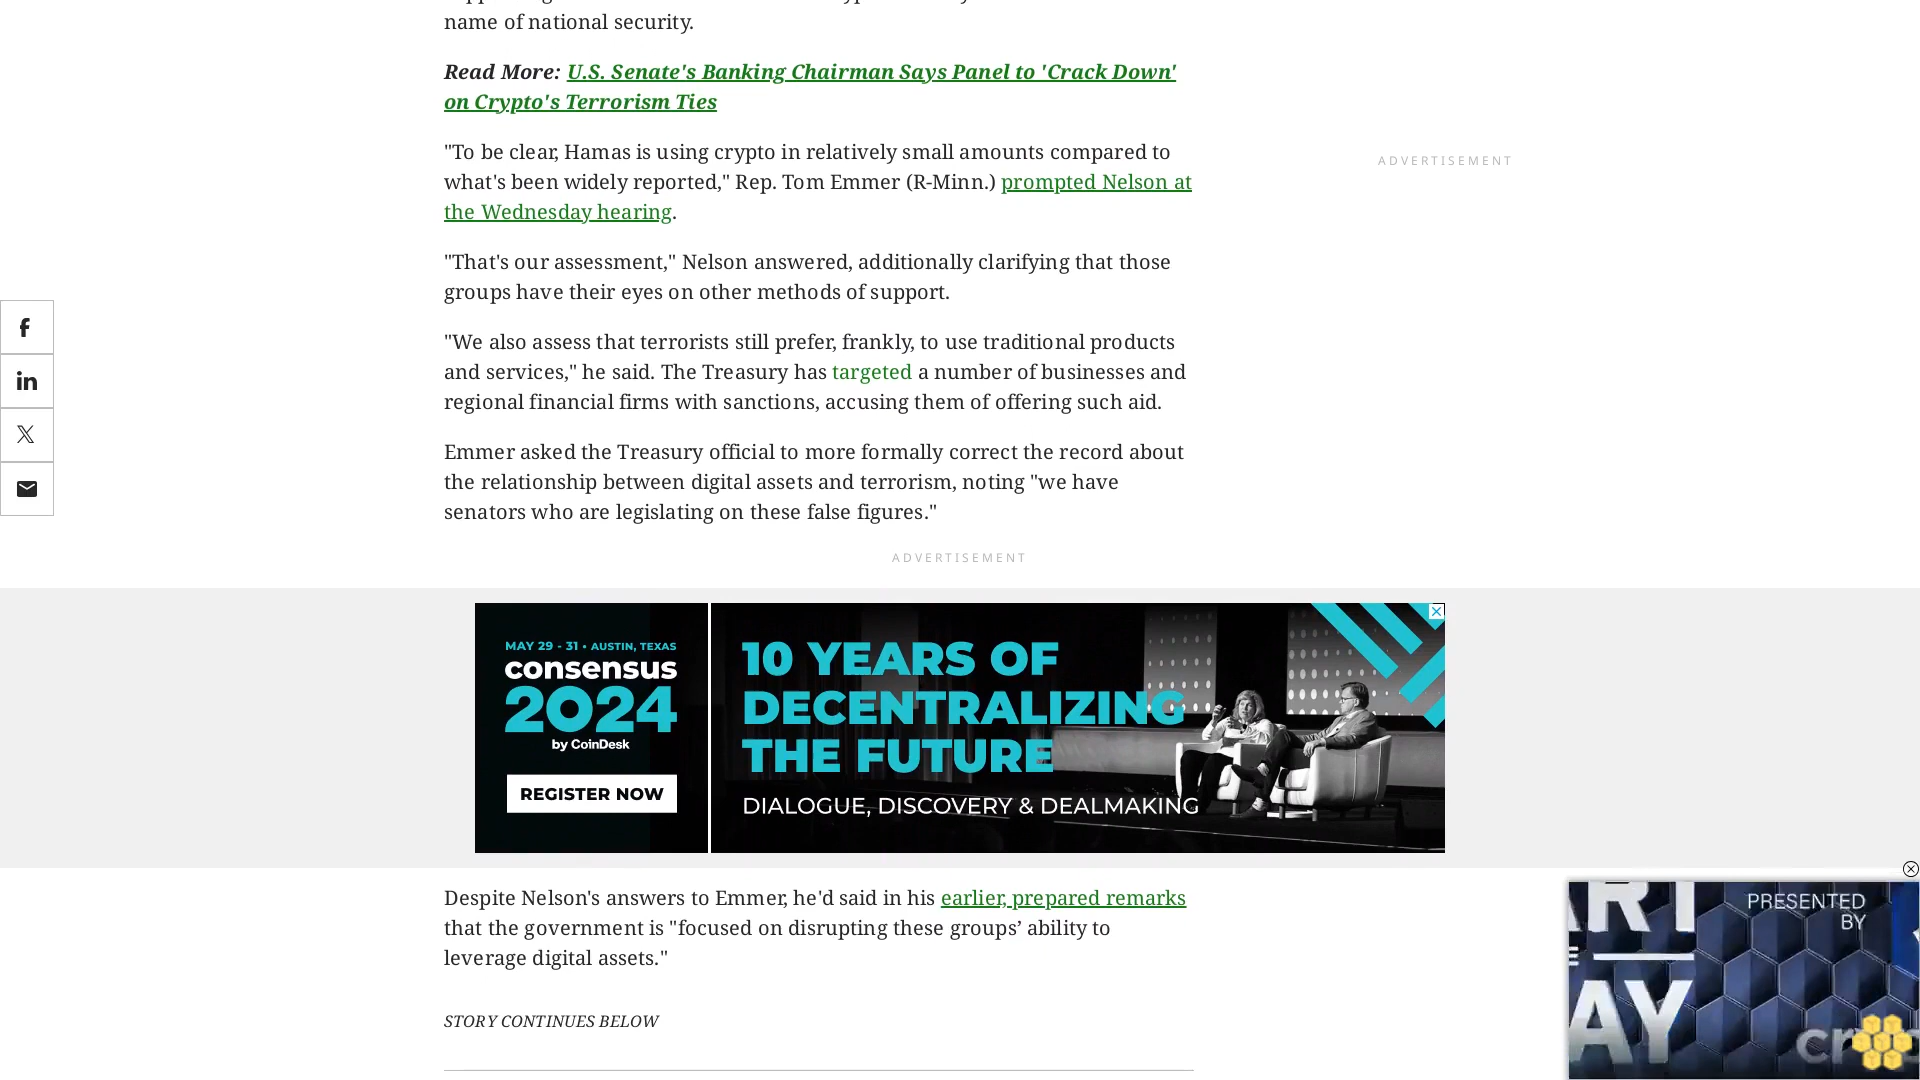 name of national security.
Read More: U.S. Senate's Banking Chairman Says Panel to 'Crack Down'
on Crypto's Terrorism Ties
"To be clear, Hamas is using crypto in relatively small amounts compared to
what's been widely reported," Rep. Tom Emmer (R-Minn.) prompted Nelson at
the Wednesday hearing.
ADVERTISEMENT
"That's our assessment," Nelson answered, additionally clarifying that those
groups have their eyes on other methods of support.
"We also assess that terrorists still prefer, frankly, to use traditional products
and services," he said. The Treasury has targeted a number of businesses and
regional financial firms with sanctions, accusing them of offering such aid.
Emmer asked the Treasury official to more formally correct the record about
the relationship between digital assets and terrorism, noting "we have
senators who are legislating on these false figures."
ADVERTISEMENT
MAY 29 - 31 • AUSTIN, TEXAS
consensus
2024
by CoinDesk
REGISTER NOW
10 YEARS OF
DECENTRALIZING
THE FUTURE
DIALOGUE, DISCOVERY & DEALMAKING
Despite Nelson's answers to Emmer, he'd said in his earlier, prepared remarks
that the government is "focused on disrupting these groups’ ability to
leverage digital assets."
STORY CONTINUES BELOW
PRESENTED
BY